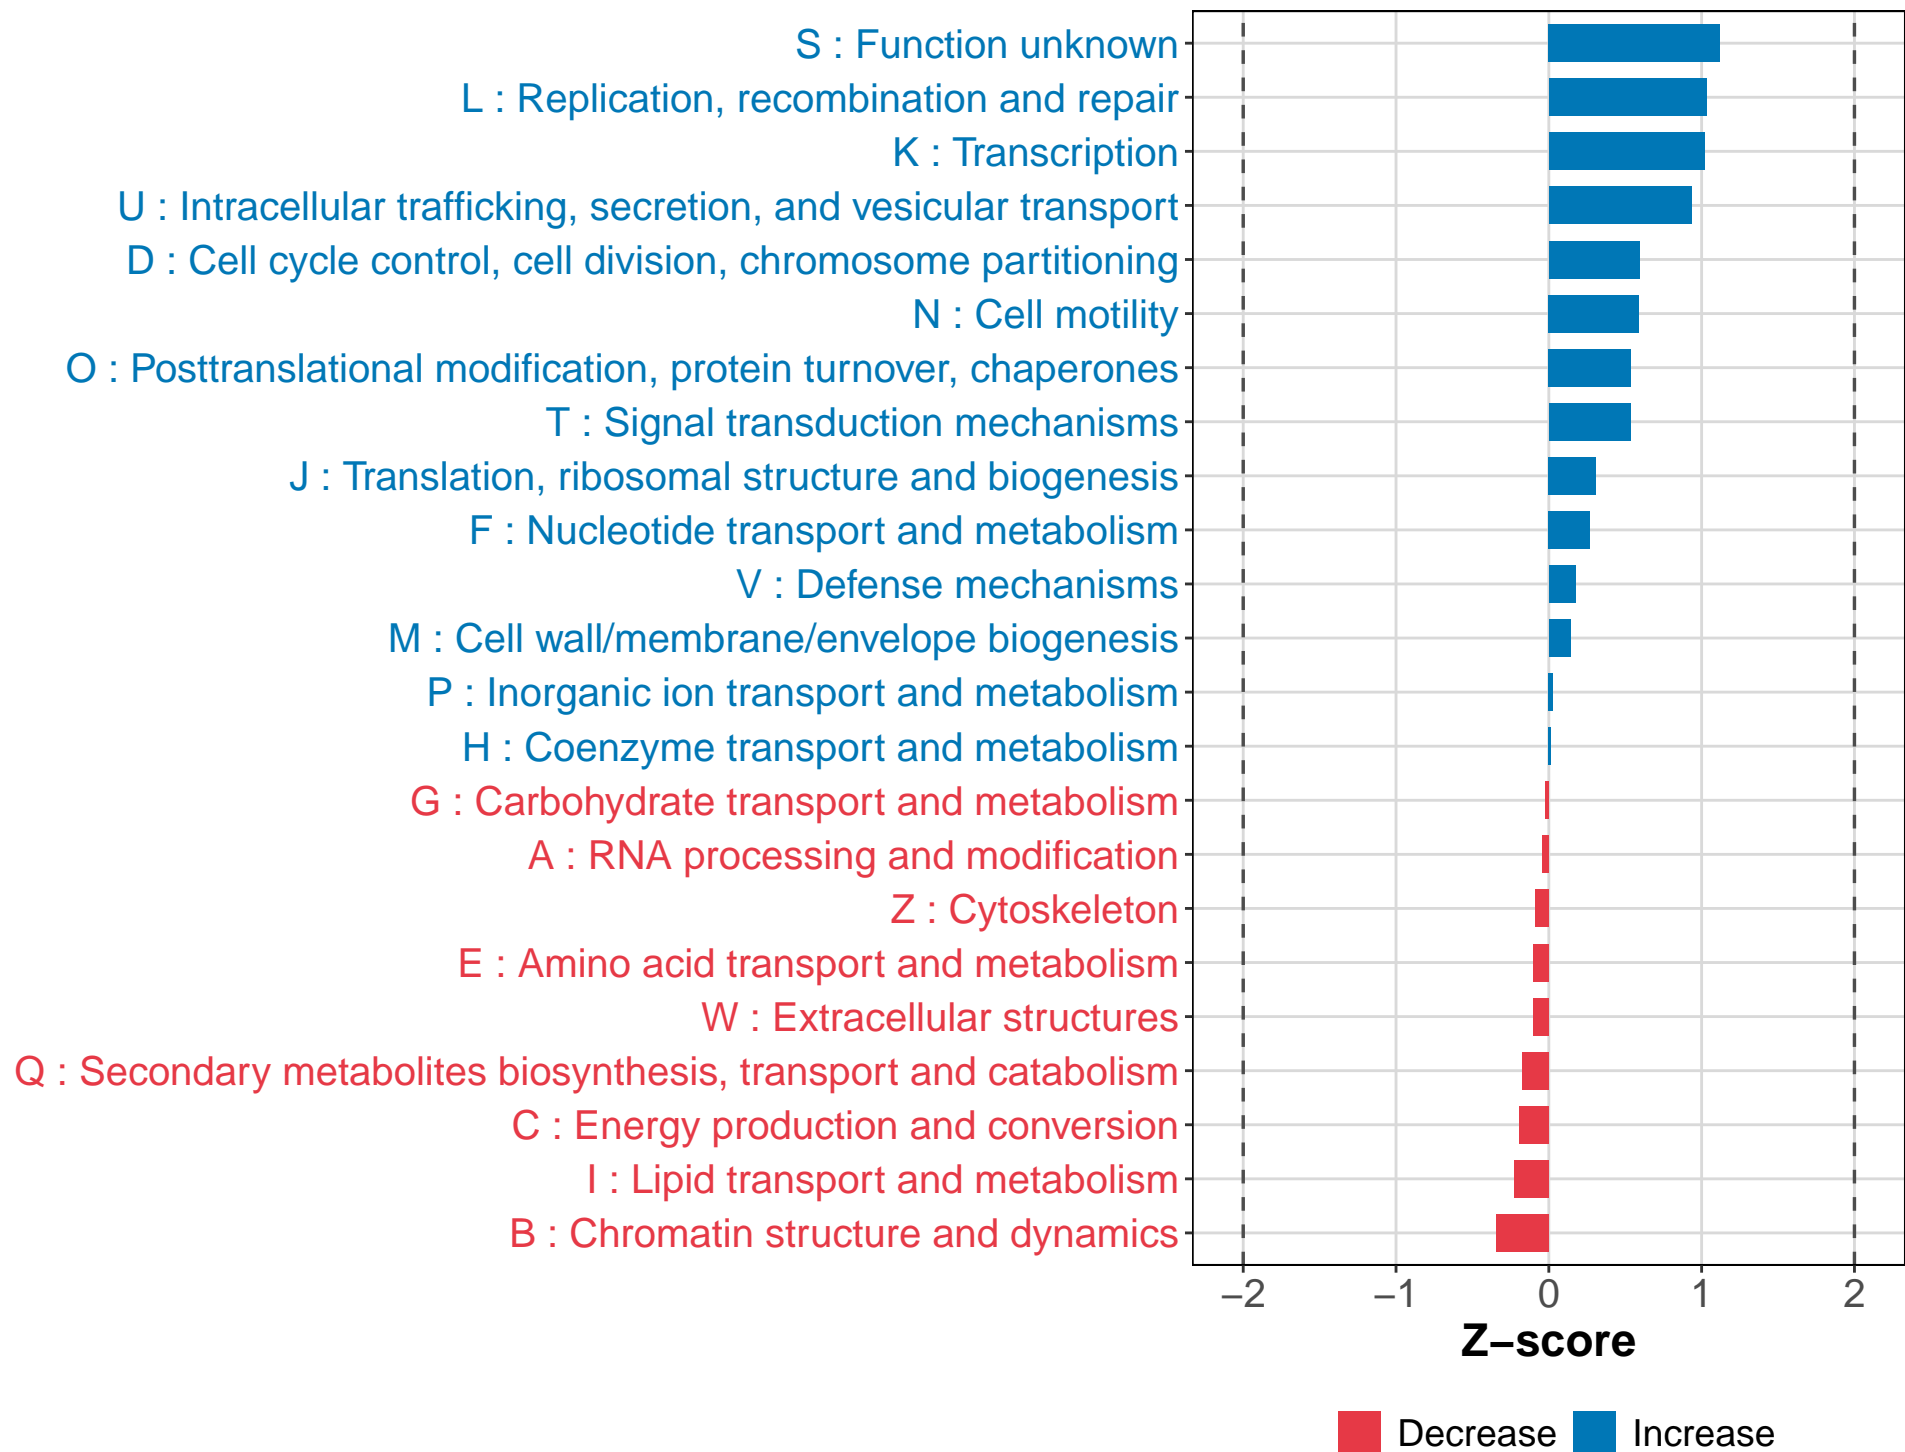 S : Function unknown
L : Replication, recombination and repair
K : Transcription
U : Intracellular trafficking, secretion, and vesicular transport
D : Cell cycle control, cell division, chromosome partitioning
N : Cell motility
O : Posttranslational modification, protein turnover, chaperones
T : Signal transduction mechanisms
J : Translation, ribosomal structure and biogenesis
F : Nucleotide transport and metabolism
V : Defense mechanisms
M : Cell wall/membrane/envelope biogenesis
P : Inorganic ion transport and metabolism
H : Coenzyme transport and metabolism
G : Carbohydrate transport and metabolism
A : RNA processing and modification
Z : Cytoskeleton
E : Amino acid transport and metabolism
W : Extracellular structures
Q : Secondary metabolites biosynthesis, transport and catabolism
C : Energy production and conversion
I : Lipid transport and metabolism
B : Chromatin structure and dynamics
−2 −1 0 1 2
Z−score
Decrease Increase